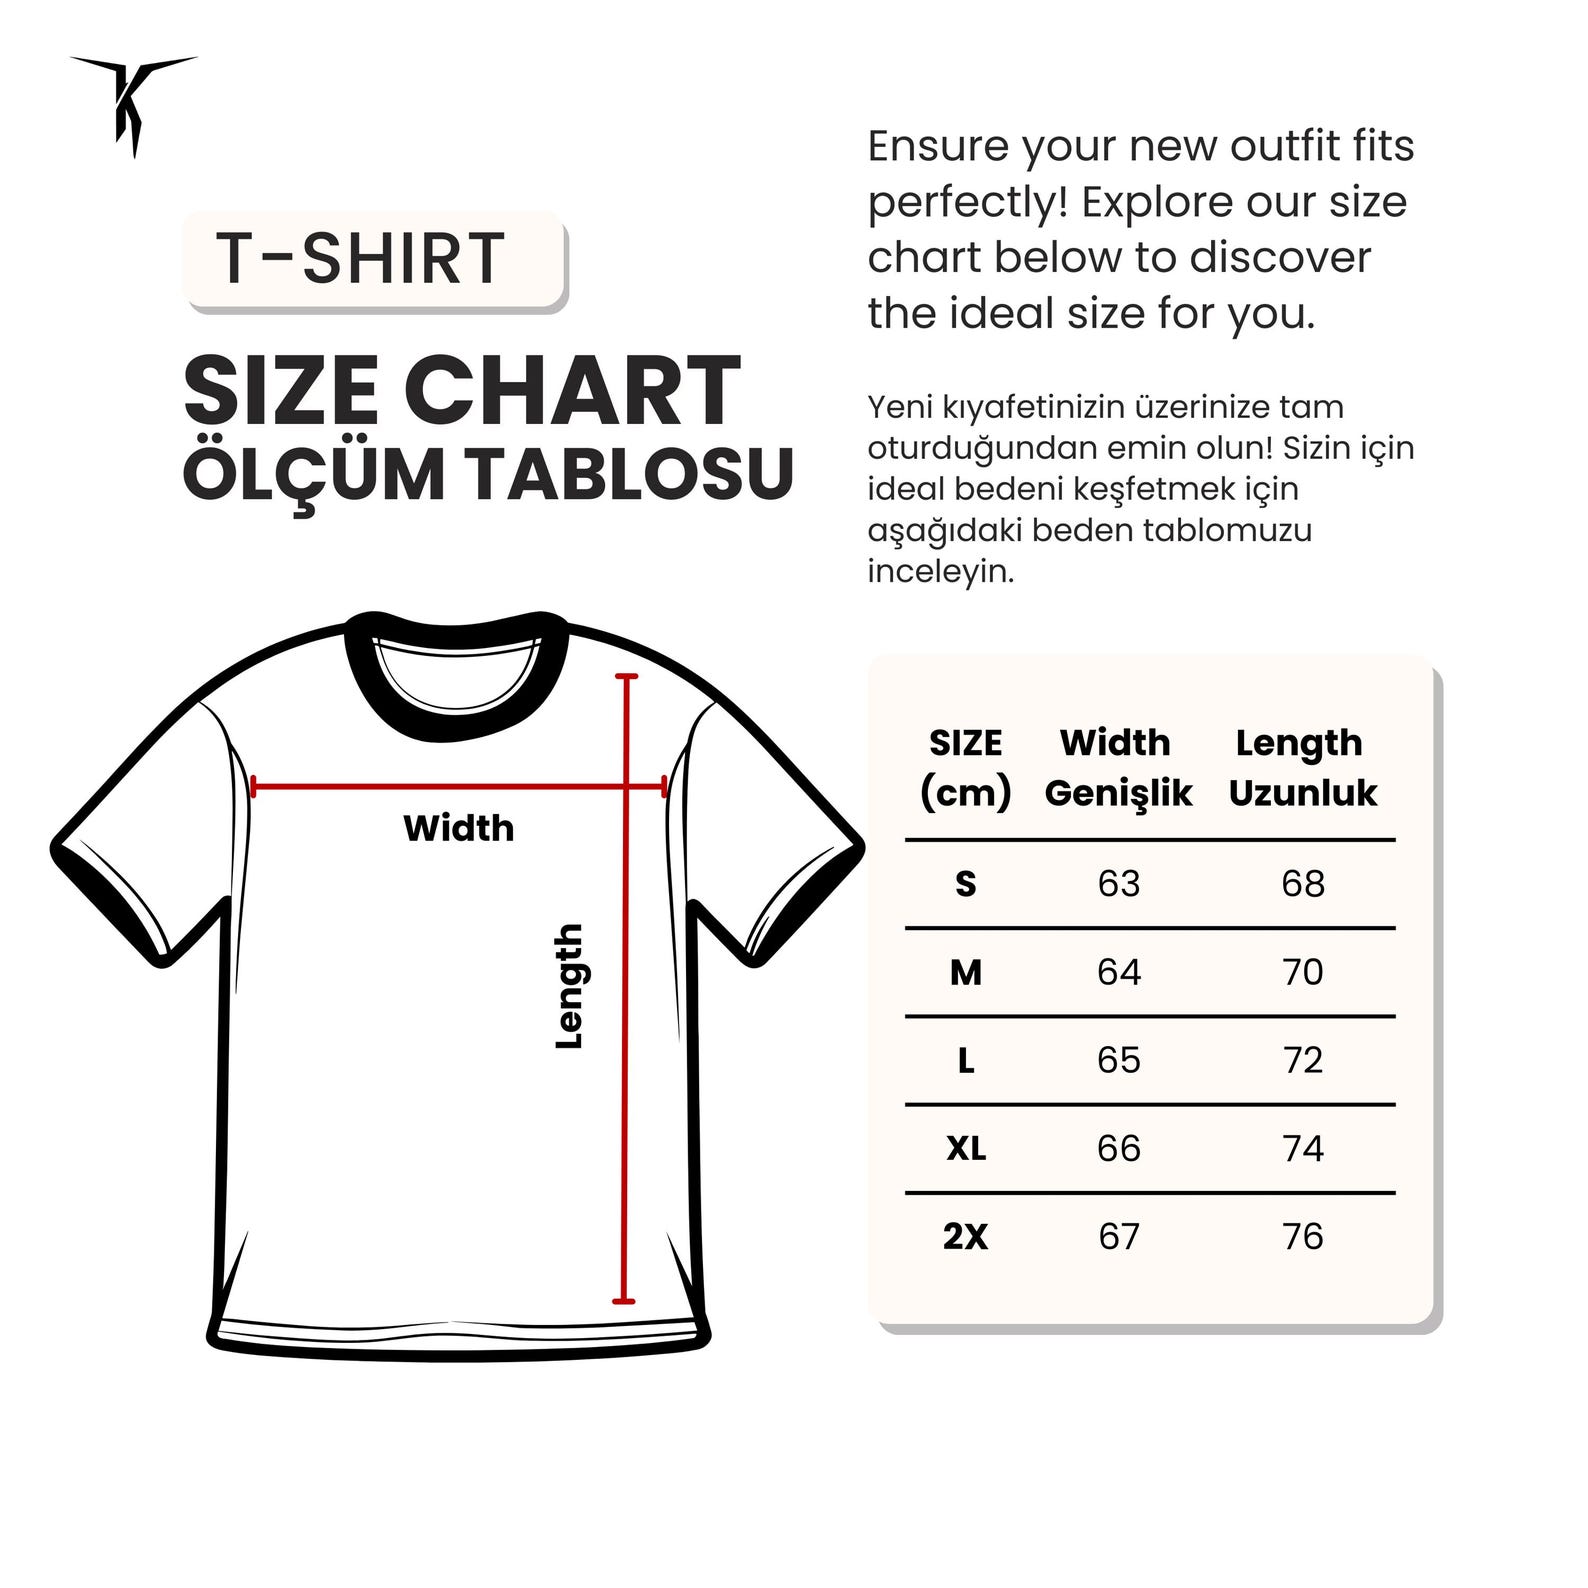 T-SHIRT
SIZE CHART
ÖLÇÜM TABLOSU
Ensure your new outfit fits
perfectly! Explore our size
chart below to discover
the ideal size for you.
Yeni kıyafetinizin üzerinize tam
oturduğundan emin olun! Sizin için
ideal bedeni keşfetmek için
aşağıdaki beden tablomuzu
inceleyin.
Width
Length
SIZE Width Length
(cm) Genişlik Uzunluk
S 63 68
M 64 70
L 65 72
XL 66 74
2X 67 76